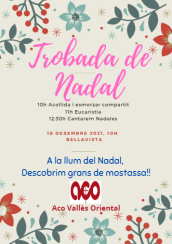 Trobada de
Nadal
10h Acollida i esmorzar compartit
11h Eucaristia
12:30h Cantarem Nadales
18 DESEMBRE 2021, 10H
BELLAVISTA
A la llum del Nadal,
Descobrim grans de mostassa!!
ACO
Aco Vallès Oriental